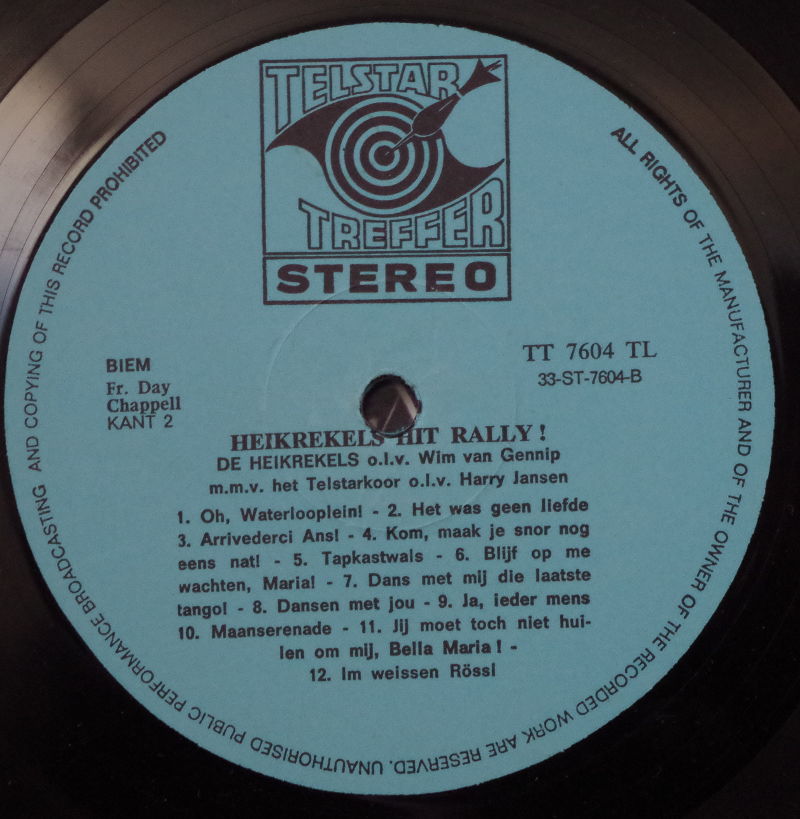 TELSTAR
TREFFER
STEREO
BIEM
Fr. Day
Chappell
KANT 2
TT 7604 TL
33-ST-7604-B
HEIKREKELS HIT RALLY!
DE HEIKREKELS o.l.v. Wim van Gennip
m.m.v. het Telstarkoor o.l.v. Harry Jansen
1. Oh, Waterlooplein! - 2. Het was geen liefde
3. Arrivederci Ans! - 4. Kom, maak je snor nog
eens nat! - 5. Tapkastwals - 6. Blijf op me
wachten, Maria! - 7. Dans met mij die laatste
tango! - 8. Dansen met jou - 9. Ja, ieder mens
10. Maanserenade - 11. Jij moet toch niet hui-
len om mij, Bella Maria! -
12. Im weissen Rössl
ALL RIGHTS OF THE MANUFACTURER AND OF THE OWNER OF THE RECORDED WORK ARE RESERVED. UNAUTHORISED PUBLIC PERFORMANCE BROADCASTING AND COPYING OF THIS RECORD PROHIBITED